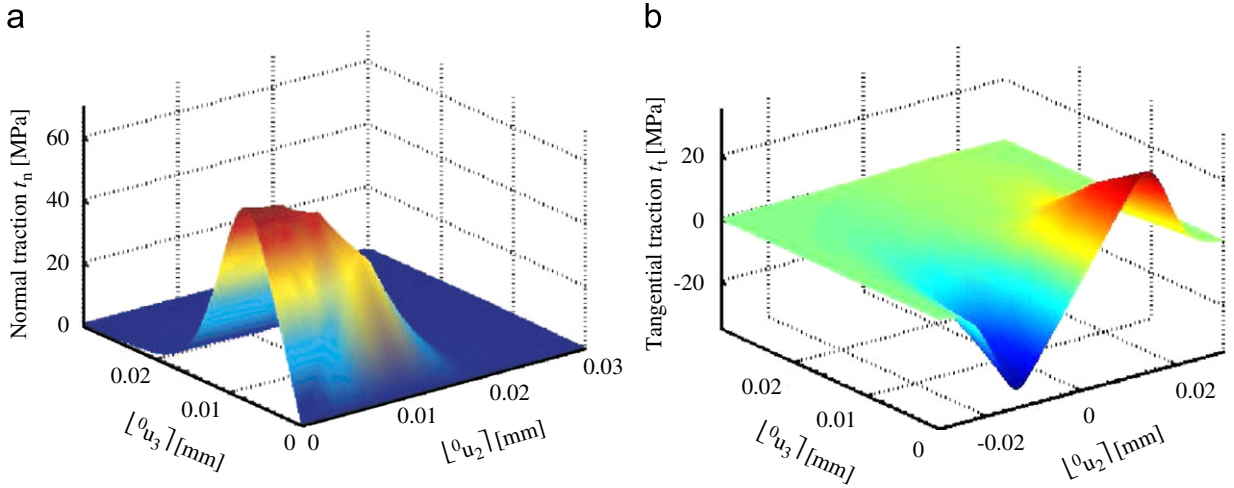 a
Normal traction tₙ [MPa]
60
40
20
0
0.02
0.01
0
⌊⁰u₃⌉ [mm]
0
0.01
0.02
0.03
⌊⁰u₂⌉ [mm]
b
Tangential traction tₜ [MPa]
20
0
-20
0.02
0.01
0
⌊⁰u₃⌉ [mm]
-0.02
0
0.02
⌊⁰u₂⌉ [mm]